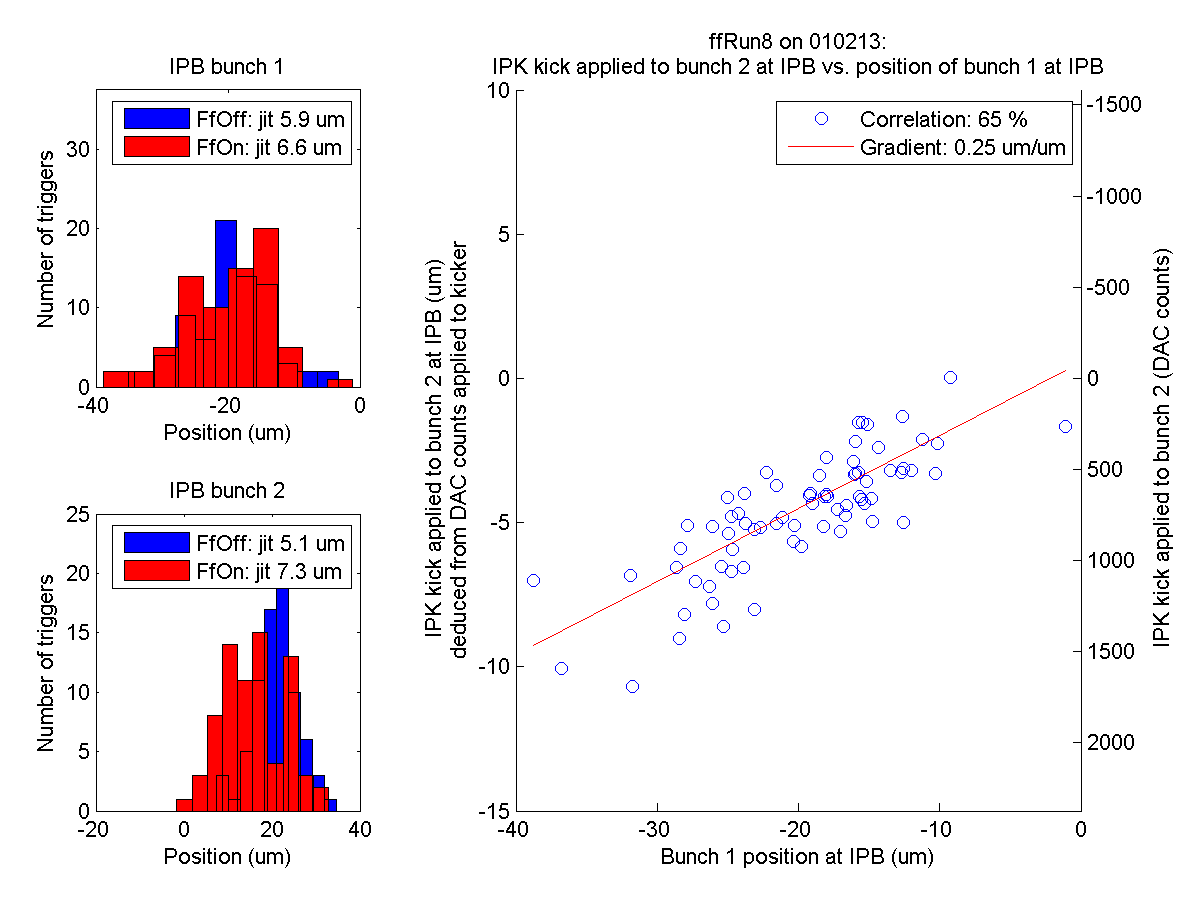 IPB bunch 1
FfOff: jit 5.9 um
FfOn: jit 6.6 um
Number of triggers
30
20
10
0
-40 -20 0
Position (um)
IPB bunch 2
FfOff: jit 5.1 um
FfOn: jit 7.3 um
Number of triggers
25
20
15
10
5
0
-20 0 20 40
Position (um)
ffRun8 on 010213:
IPK kick applied to bunch 2 at IPB vs. position of bunch 1 at IPB
Correlation: 65 %
Gradient: 0.25 um/um
IPK kick applied to bunch 2 at IPB (um)
deduced from DAC counts applied to kicker
10
5
0
-5
-10
-15
-40 -30 -20 -10 0
Bunch 1 position at IPB (um)
-1500
-1000
-500
0
500
1000
1500
2000
IPK kick applied to bunch 2 (DAC counts)